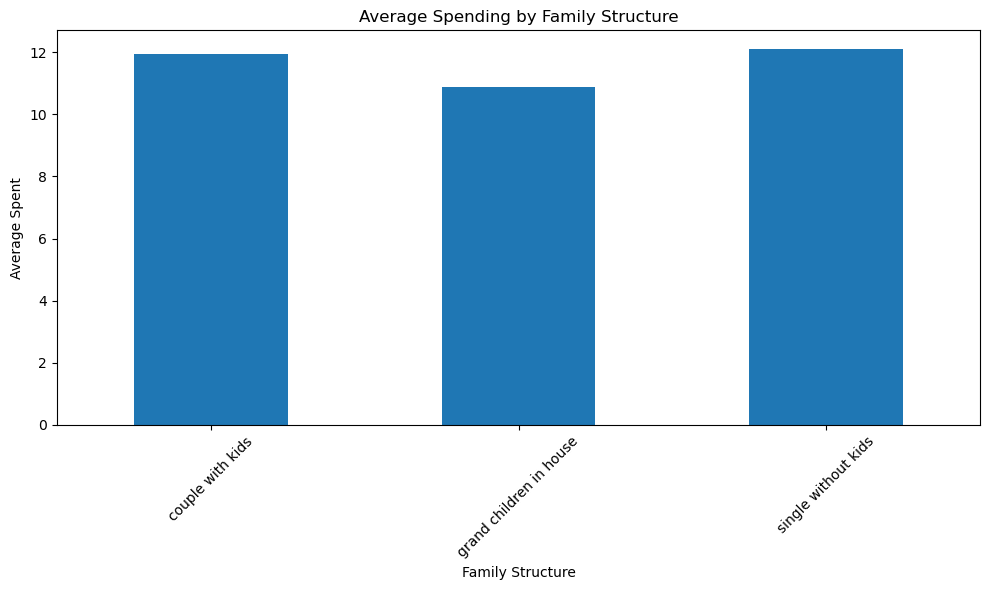 Average Spending by Family Structure
Average Spent
12
10
8
6
4
2
0
couple with kids
grand children in house
single without kids
Family Structure